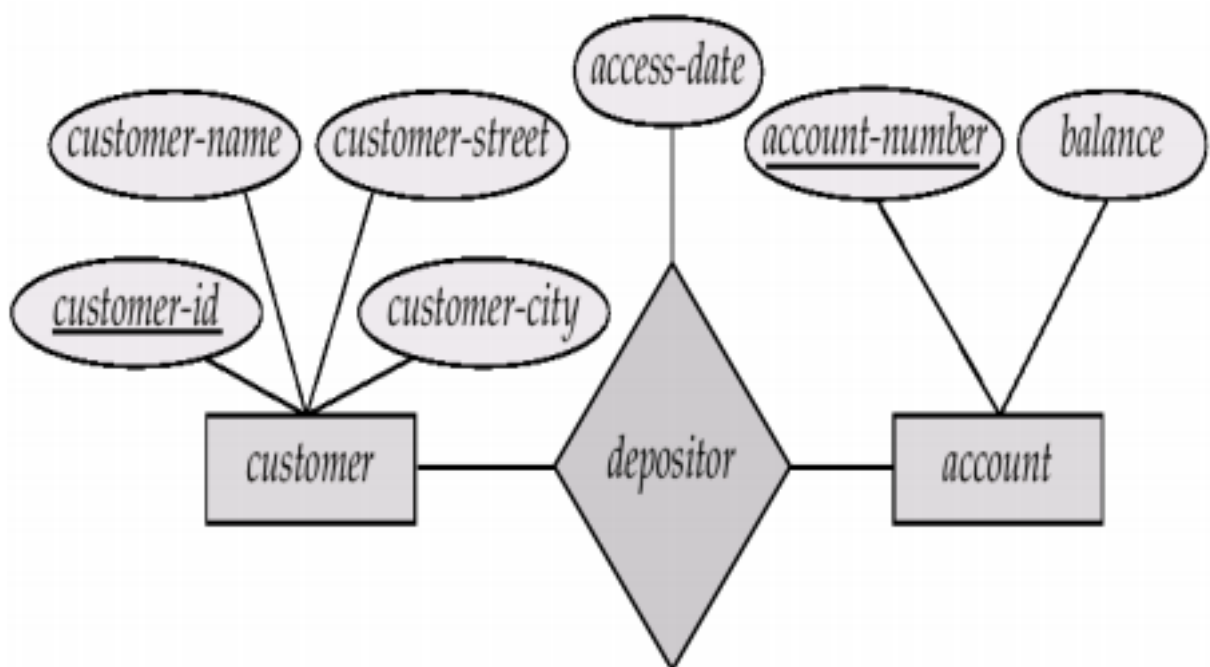 access-date
customer-name
customer-street
account-number
balance
customer-id
customer-city
customer
depositor
account